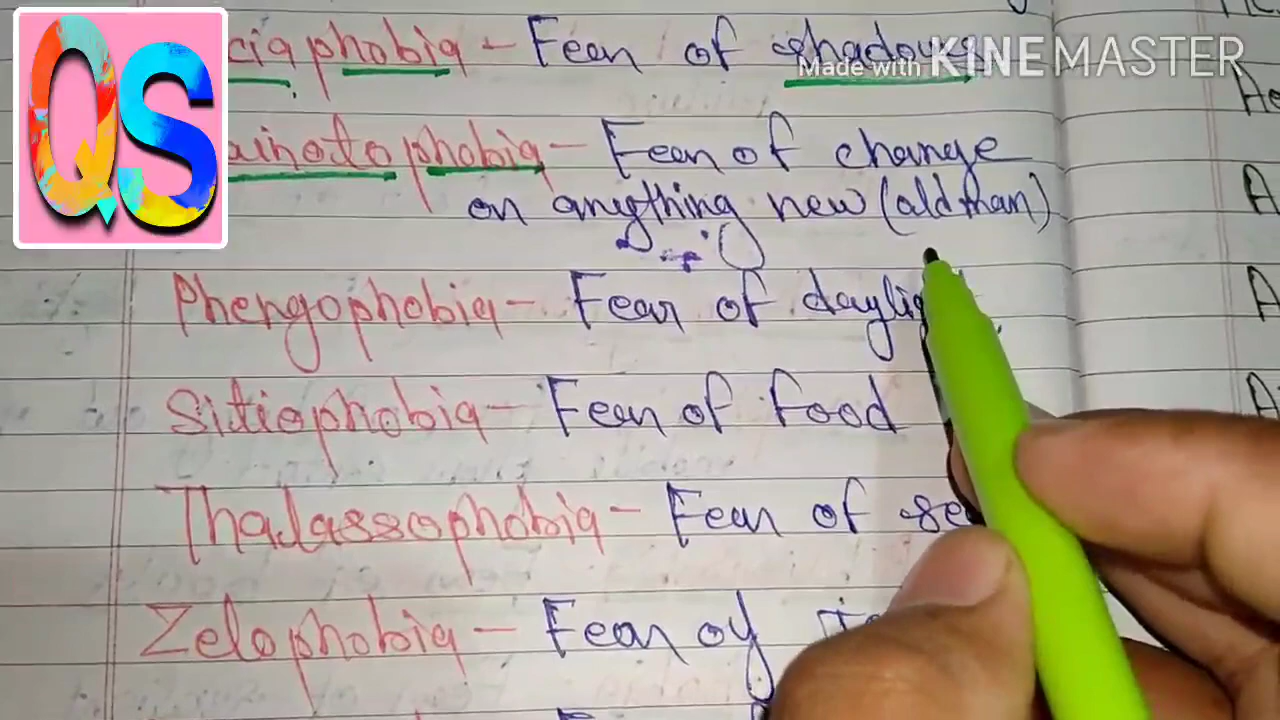 QS
ciaphobia - Fear of shadows
Made with KINEMASTER
ainotophobia - Fear of change
or anything new (old man)
Phengophobia - Fear of daylig
Sitiophobia - Fear of food
Thalassophobia - Fear of se
Zelophobia - Fear of